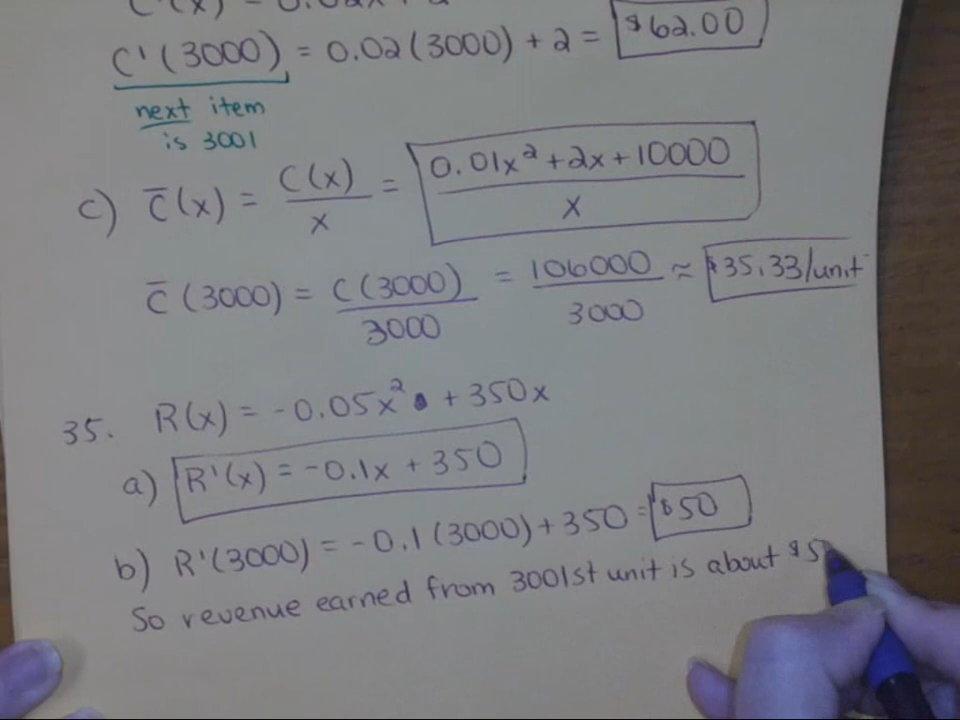 C'(3000) = 0.02(3000) + 2 = $62.00
next item
is 3001
c) C̅(x) = C(x)/x = (0.01x² + 2x + 10000)/x
C̅(3000) = C(3000)/3000 = 106000/3000 ≈ $35.33/unit
35. R(x) = -0.05x² + 350x
a) R'(x) = -0.1x + 350
b) R'(3000) = -0.1(3000) + 350 = $50
So revenue earned from 3001st unit is about $5